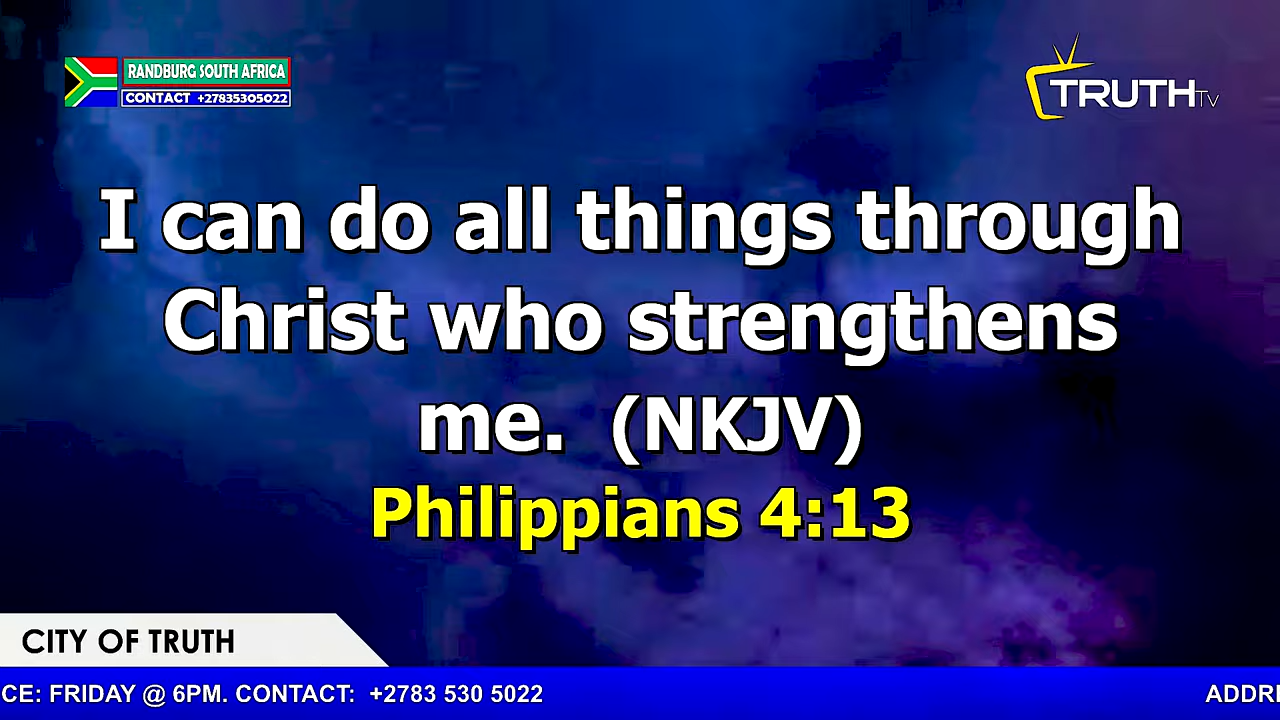 RANDBURG SOUTH AFRICA
CONTACT +27835305022
TRUTH TV
I can do all things through
Christ who strengthens
me. (NKJV)
Philippians 4:13
CITY OF TRUTH
CE: FRIDAY @ 6PM. CONTACT: +2783 530 5022 ADDRE